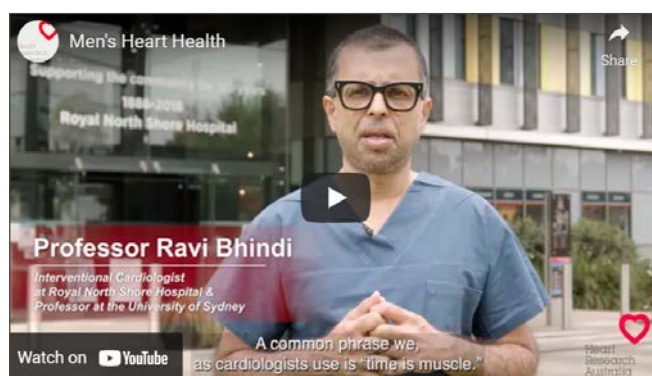 Men's Heart Health
Share
Supporting the community
1885-2018
Royal North Shore Hospital
Professor Ravi Bhindi
Interventional Cardiologist
at Royal North Shore Hospital &
Professor at the University of Sydney
A common phrase we,
as cardiologists use is "time is muscle."
Watch on YouTube
Heart
Research
Australia